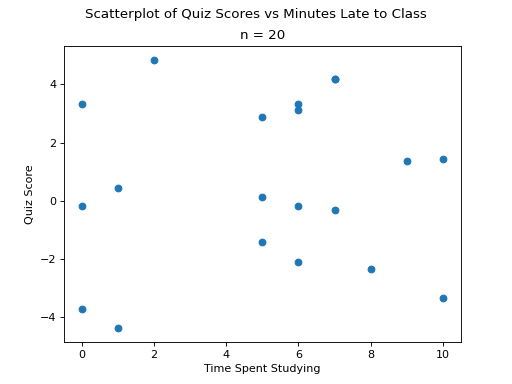 Scatterplot of Quiz Scores vs Minutes Late to Class
n = 20
4
2
0
−2
−4
Quiz Score
0 2 4 6 8 10
Time Spent Studying